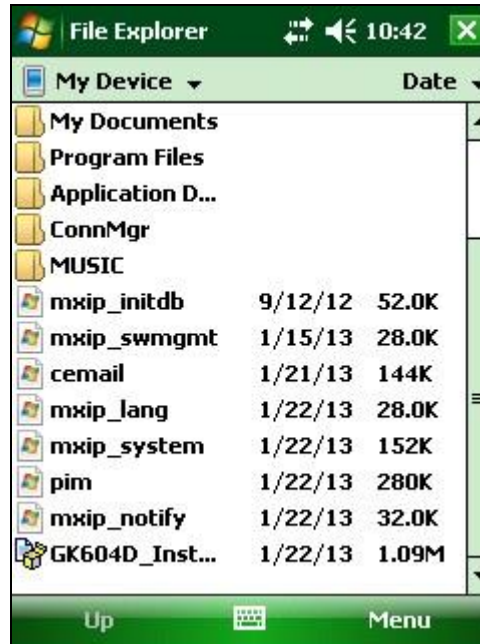 File Explorer 10:42
My Device Date
My Documents
Program Files
Application D...
ConnMgr
MUSIC
mxip_initdb 9/12/12 52.0K
mxip_swmgmt 1/15/13 28.0K
cemail 1/21/13 144K
mxip_lang 1/22/13 28.0K
mxip_system 1/22/13 152K
pim 1/22/13 280K
mxip_notify 1/22/13 32.0K
GK604D_Inst... 1/22/13 1.09M
Up Menu